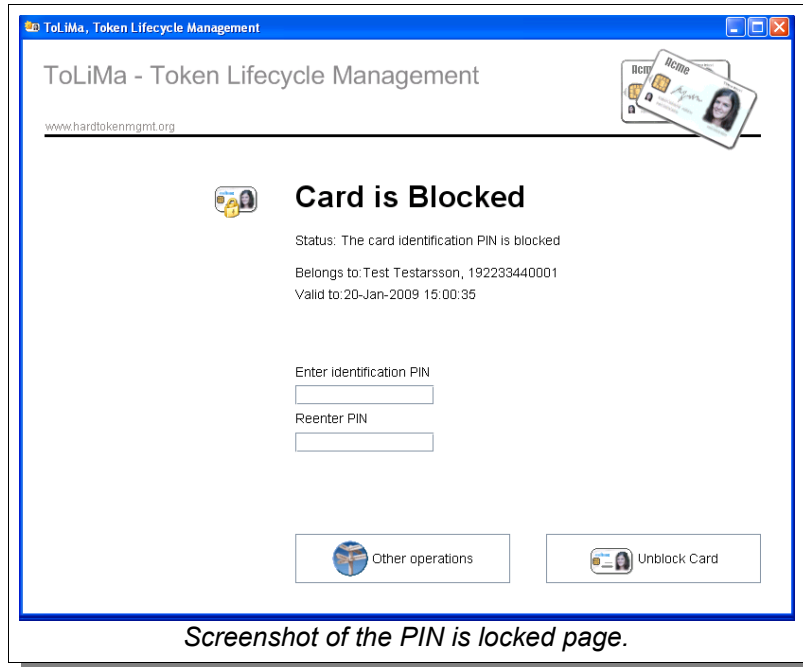 ToLiMa, Token Lifecycle Management
ToLiMa - Token Lifecycle Management
Acme
www.hardtokenmgmt.org
Card is Blocked
Status: The card identification PIN is blocked
Belongs to:Test Testarsson, 192233440001
Valid to:20-Jan-2009 15:00:35
Enter identification PIN
Reenter PIN
Other operations
Unblock Card
Screenshot of the PIN is locked page.